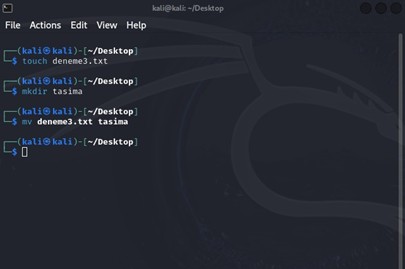 kali@kali: ~/Desktop
File Actions Edit View Help
┌──(kali㉿kali)-[~/Desktop]
└─$ touch deneme3.txt
┌──(kali㉿kali)-[~/Desktop]
└─$ mkdir tasima
┌──(kali㉿kali)-[~/Desktop]
└─$ mv deneme3.txt tasima
┌──(kali㉿kali)-[~/Desktop]
└─$